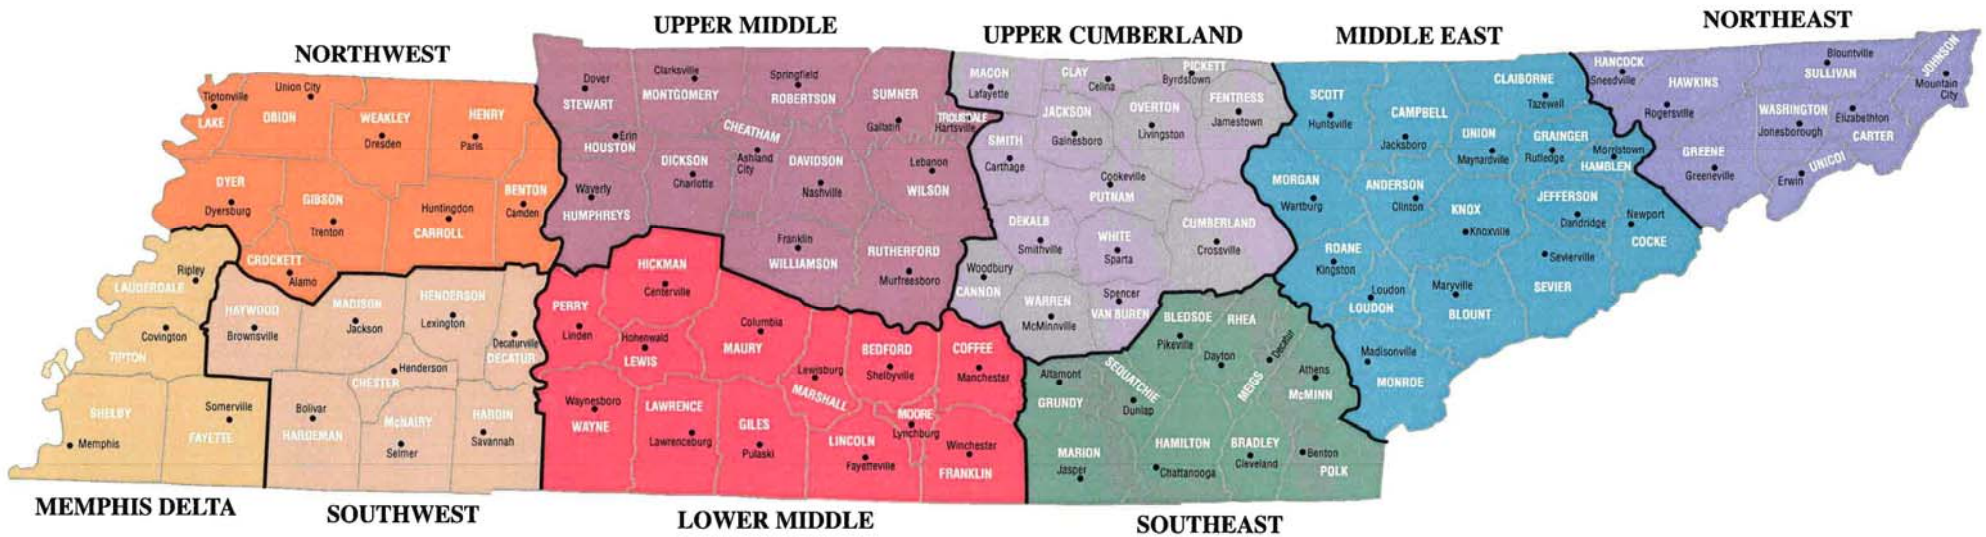 NORTHWEST
UPPER MIDDLE
UPPER CUMBERLAND
MIDDLE EAST
NORTHEAST
Tiptonville
LAKE
Union City
OBION
WEAKLEY
Dresden
HENRY
Paris
DYER
Dyersburg
GIBSON
Trenton
Huntingdon
CARROLL
BENTON
Camden
CROCKETT
Alamo
Dover
STEWART
Clarksville
MONTGOMERY
Springfield
ROBERTSON
SUMNER
Gallatin
TROUSDALE
Hartsville
Erin
HOUSTON
DICKSON
Charlotte
CHEATHAM
Ashland
City
DAVIDSON
Nashville
Lebanon
WILSON
Waverly
HUMPHREYS
Franklin
WILLIAMSON
RUTHERFORD
Murfreesboro
MACON
Lafayette
CLAY
Celina
PICKETT
Byrdstown
JACKSON
Gainesboro
OVERTON
Livingston
FENTRESS
Jamestown
SMITH
Carthage
Cookeville
PUTNAM
DEKALB
Smithville
WHITE
Sparta
CUMBERLAND
Crossville
Woodbury
CANNON
WARREN
McMinnville
Spencer
VAN BUREN
SCOTT
Huntsville
CAMPBELL
Jacksboro
CLAIBORNE
Tazewell
UNION
Maynardville
GRAINGER
Rutledge
Morristown
HAMBLEN
MORGAN
Wartburg
ANDERSON
Clinton
KNOX
Knoxville
JEFFERSON
Dandridge
Newport
COCKE
ROANE
Kingston
Loudon
LOUDON
Maryville
BLOUNT
Sevierville
SEVIER
Madisonville
MONROE
HANCOCK
Sneedville
HAWKINS
Rogersville
Blountville
SULLIVAN
JOHNSON
Mountain
City
WASHINGTON
Jonesborough
Elizabethton
CARTER
GREENE
Greeneville
Erwin
UNICOI
Ripley
LAUDERDALE
Covington
TIPTON
SHELBY
Memphis
Somerville
FAYETTE
HAYWOOD
Brownsville
MADISON
Jackson
HENDERSON
Lexington
Decaturville
DECATUR
Henderson
CHESTER
Bolivar
HARDEMAN
McNAIRY
Selmer
HARDIN
Savannah
HICKMAN
Centerville
PERRY
Linden
Hohenwald
LEWIS
Columbia
MAURY
Lewisburg
MARSHALL
BEDFORD
Shelbyville
COFFEE
Manchester
Waynesboro
WAYNE
LAWRENCE
Lawrenceburg
GILES
Pulaski
LINCOLN
Fayetteville
MOORE
Lynchburg
Winchester
FRANKLIN
BLEDSOE
Pikeville
RHEA
Dayton
Decatur
MEIGS
Athens
McMINN
Altamont
GRUNDY
SEQUATCHIE
Dunlap
MARION
Jasper
HAMILTON
Chattanooga
BRADLEY
Cleveland
Benton
POLK
MEMPHIS DELTA
SOUTHWEST
LOWER MIDDLE
SOUTHEAST